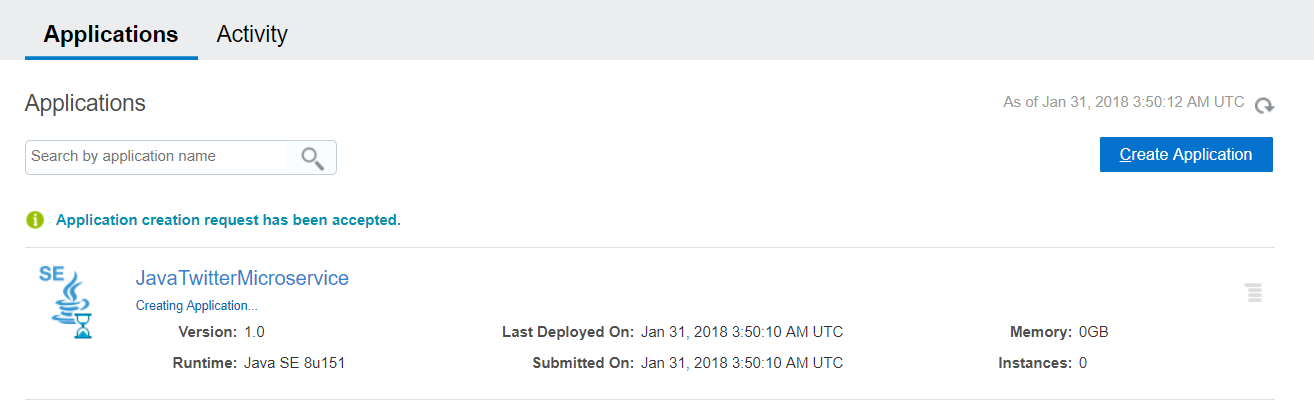 Applications Activity
Applications
As of Jan 31, 2018 3:50:12 AM UTC
Search by application name
Create Application
Application creation request has been accepted.
SE
JavaTwitterMicroservice
Creating Application...
Version: 1.0 Last Deployed On: Jan 31, 2018 3:50:10 AM UTC Memory: 0GB
Runtime: Java SE 8u151 Submitted On: Jan 31, 2018 3:50:10 AM UTC Instances: 0